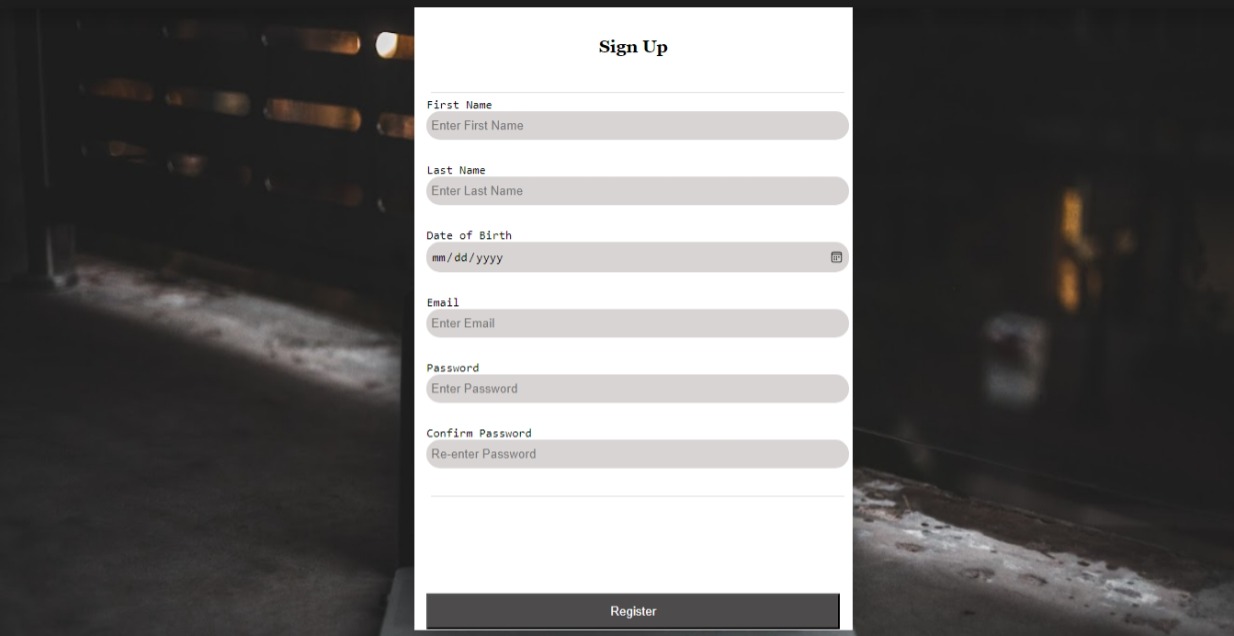 Sign Up
First Name
Enter First Name
Last Name
Enter Last Name
Date of Birth
mm/dd/yyyy
Email
Enter Email
Password
Enter Password
Confirm Password
Re-enter Password
Register